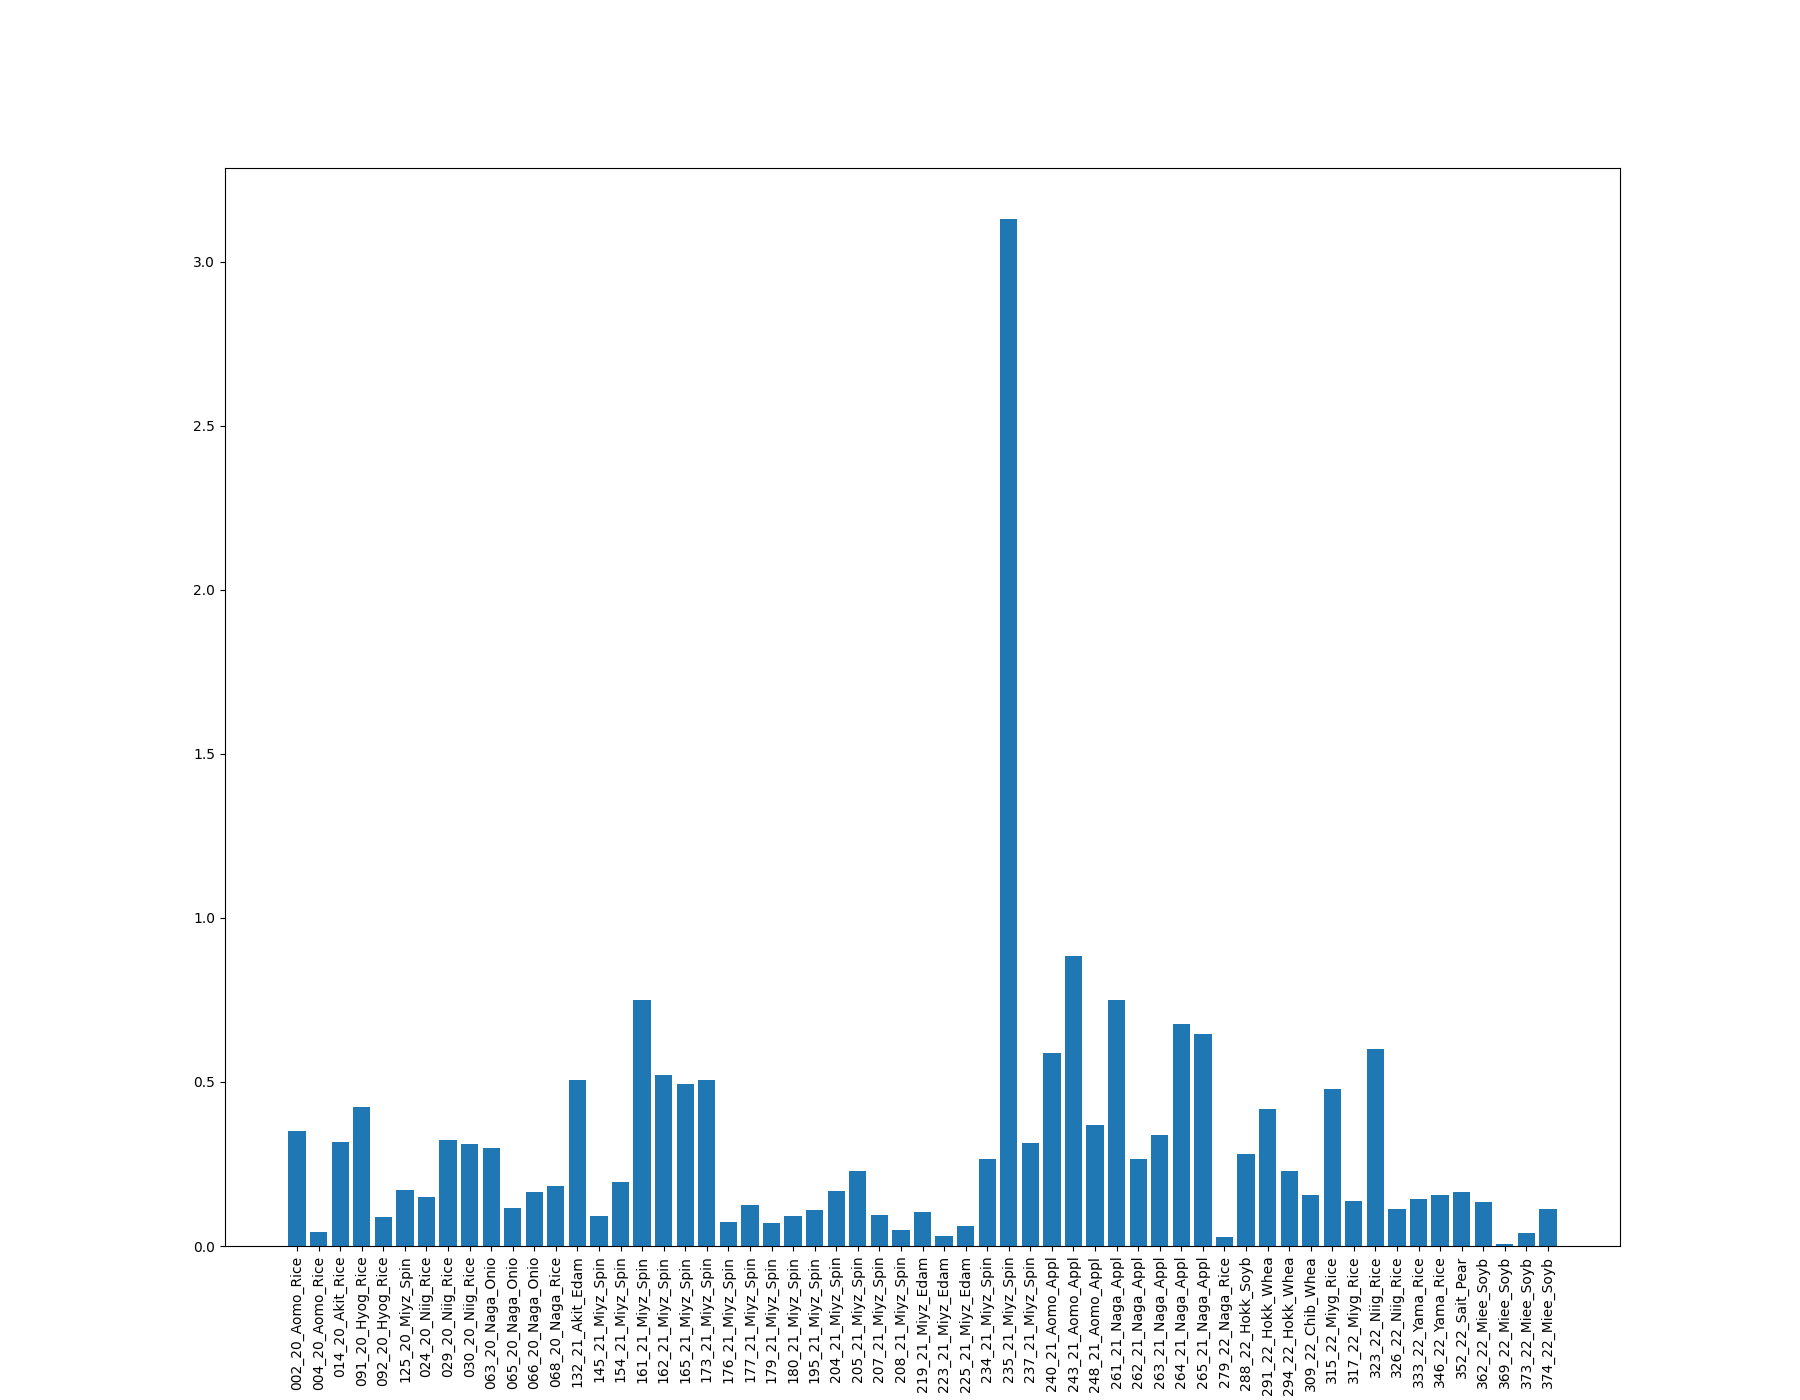 3.0
2.5
2.0
1.5
1.0
0.5
0.0
002_20_Aomo_Rice
004_20_Aomo_Rice
014_20_Akit_Rice
091_20_Hyog_Rice
092_20_Hyog_Rice
125_20_Miyz_Spin
024_20_Niig_Rice
029_20_Niig_Rice
030_20_Niig_Rice
063_20_Naga_Onio
065_20_Naga_Onio
066_20_Naga_Onio
068_20_Naga_Rice
132_21_Akit_Edam
145_21_Miyz_Spin
154_21_Miyz_Spin
161_21_Miyz_Spin
162_21_Miyz_Spin
165_21_Miyz_Spin
173_21_Miyz_Spin
176_21_Miyz_Spin
177_21_Miyz_Spin
179_21_Miyz_Spin
180_21_Miyz_Spin
195_21_Miyz_Spin
204_21_Miyz_Spin
205_21_Miyz_Spin
207_21_Miyz_Spin
208_21_Miyz_Spin
219_21_Miyz_Edam
223_21_Miyz_Edam
225_21_Miyz_Edam
234_21_Miyz_Spin
235_21_Miyz_Spin
237_21_Miyz_Spin
240_21_Aomo_Appl
243_21_Aomo_Appl
248_21_Aomo_Appl
261_21_Naga_Appl
262_21_Naga_Appl
263_21_Naga_Appl
264_21_Naga_Appl
265_21_Naga_Appl
279_22_Naga_Rice
288_22_Hokk_Soyb
291_22_Hokk_Whea
294_22_Hokk_Whea
309_22_Chib_Whea
315_22_Miyg_Rice
317_22_Miyg_Rice
323_22_Niig_Rice
326_22_Niig_Rice
333_22_Yama_Rice
346_22_Yama_Rice
352_22_Sait_Pear
362_22_Miee_Soyb
369_22_Miee_Soyb
373_22_Miee_Soyb
374_22_Miee_Soyb